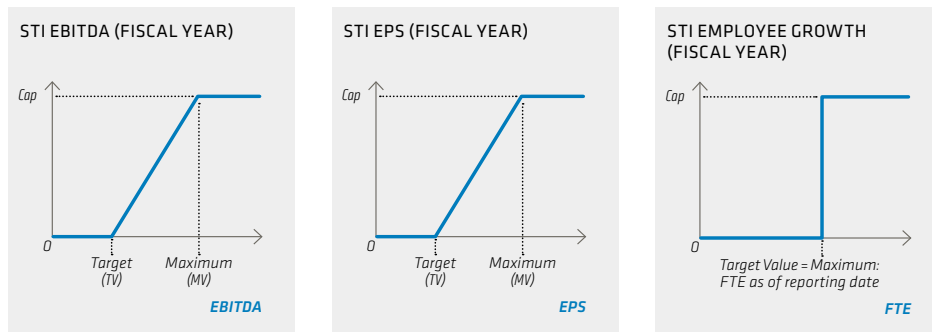 STI EBITDA (FISCAL YEAR)
Cap
0
Target
(TV)
Maximum
(MV)
EBITDA
STI EPS (FISCAL YEAR)
Cap
0
Target
(TV)
Maximum
(MV)
EPS
STI EMPLOYEE GROWTH
(FISCAL YEAR)
Cap
0
Target Value = Maximum:
FTE as of reporting date
FTE